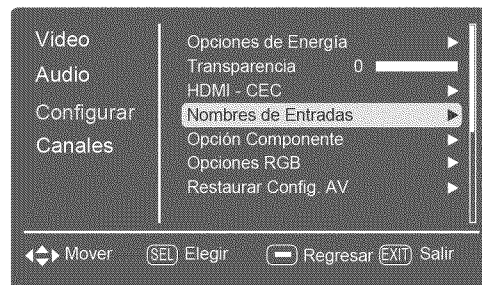 Video
Audio
Configurar
Canales
Opciones de Energía
Transparencia 0
HDMI - CEC
Nombres de Entradas
Opción Componente
Opciones RGB
Restaurar Config. AV
Mover SEL Elegir Regresar EXIT Salir